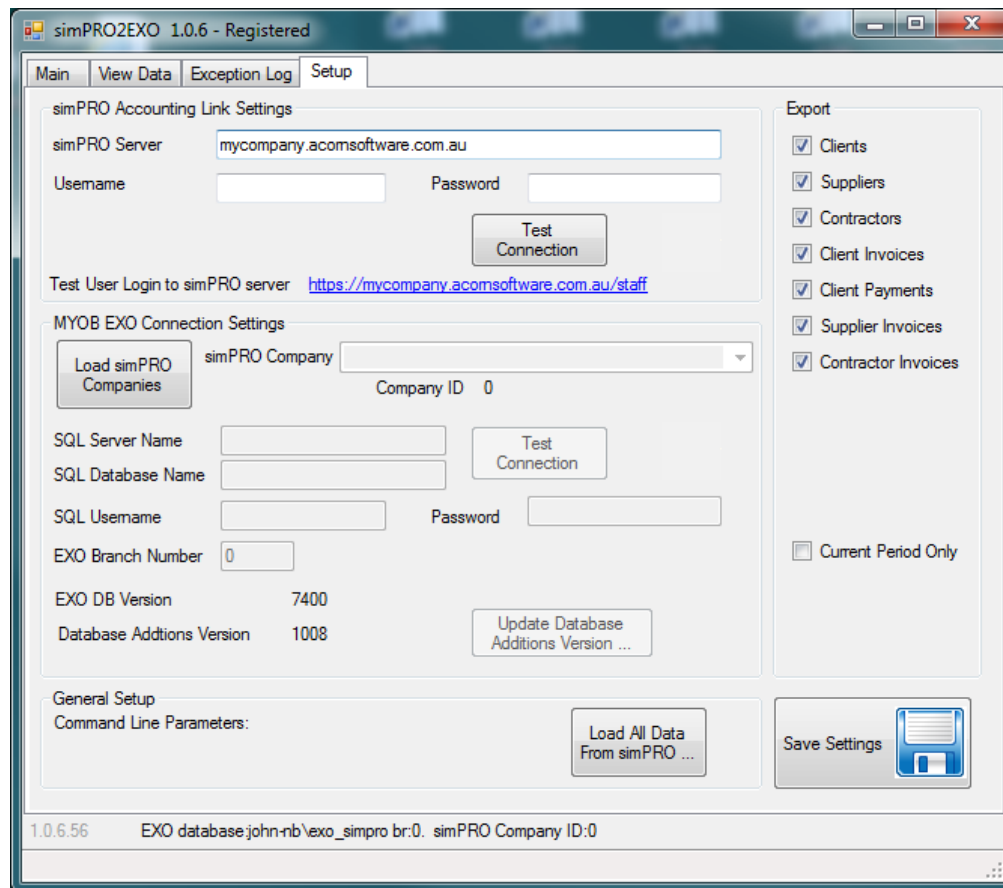 simPRO2EXO 1.0.6 - Registered
Main View Data Exception Log Setup
simPRO Accounting Link Settings
simPRO Server mycompany.acornsoftware.com.au
Username Password
Test
Connection
Test User Login to simPRO server https://mycompany.acornsoftware.com.au/staff
MYOB EXO Connection Settings
Load simPRO
Companies
simPRO Company
Company ID 0
SQL Server Name
Test
Connection
SQL Database Name
SQL Username Password
EXO Branch Number 0
EXO DB Version 7400
Database Addtions Version 1008
Update Database
Additions Version ...
General Setup
Command Line Parameters:
Load All Data
From simPRO ...
Export
Clients
Suppliers
Contractors
Client Invoices
Client Payments
Supplier Invoices
Contractor Invoices
Current Period Only
Save Settings
1.0.6.56 EXO database:john-nb\exo_simpro br:0. simPRO Company ID:0